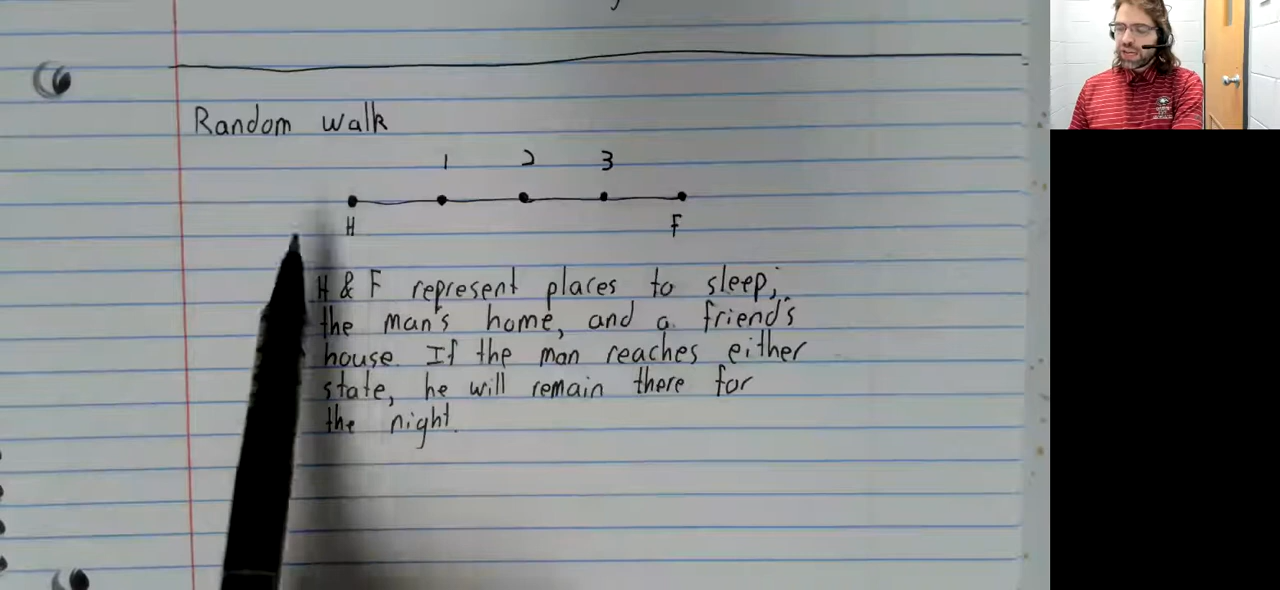 Random walk
1 2 3
H F
H & F represent places to sleep;
the man's home, and a friend's
house. If the man reaches either
state, he will remain there for
the night.